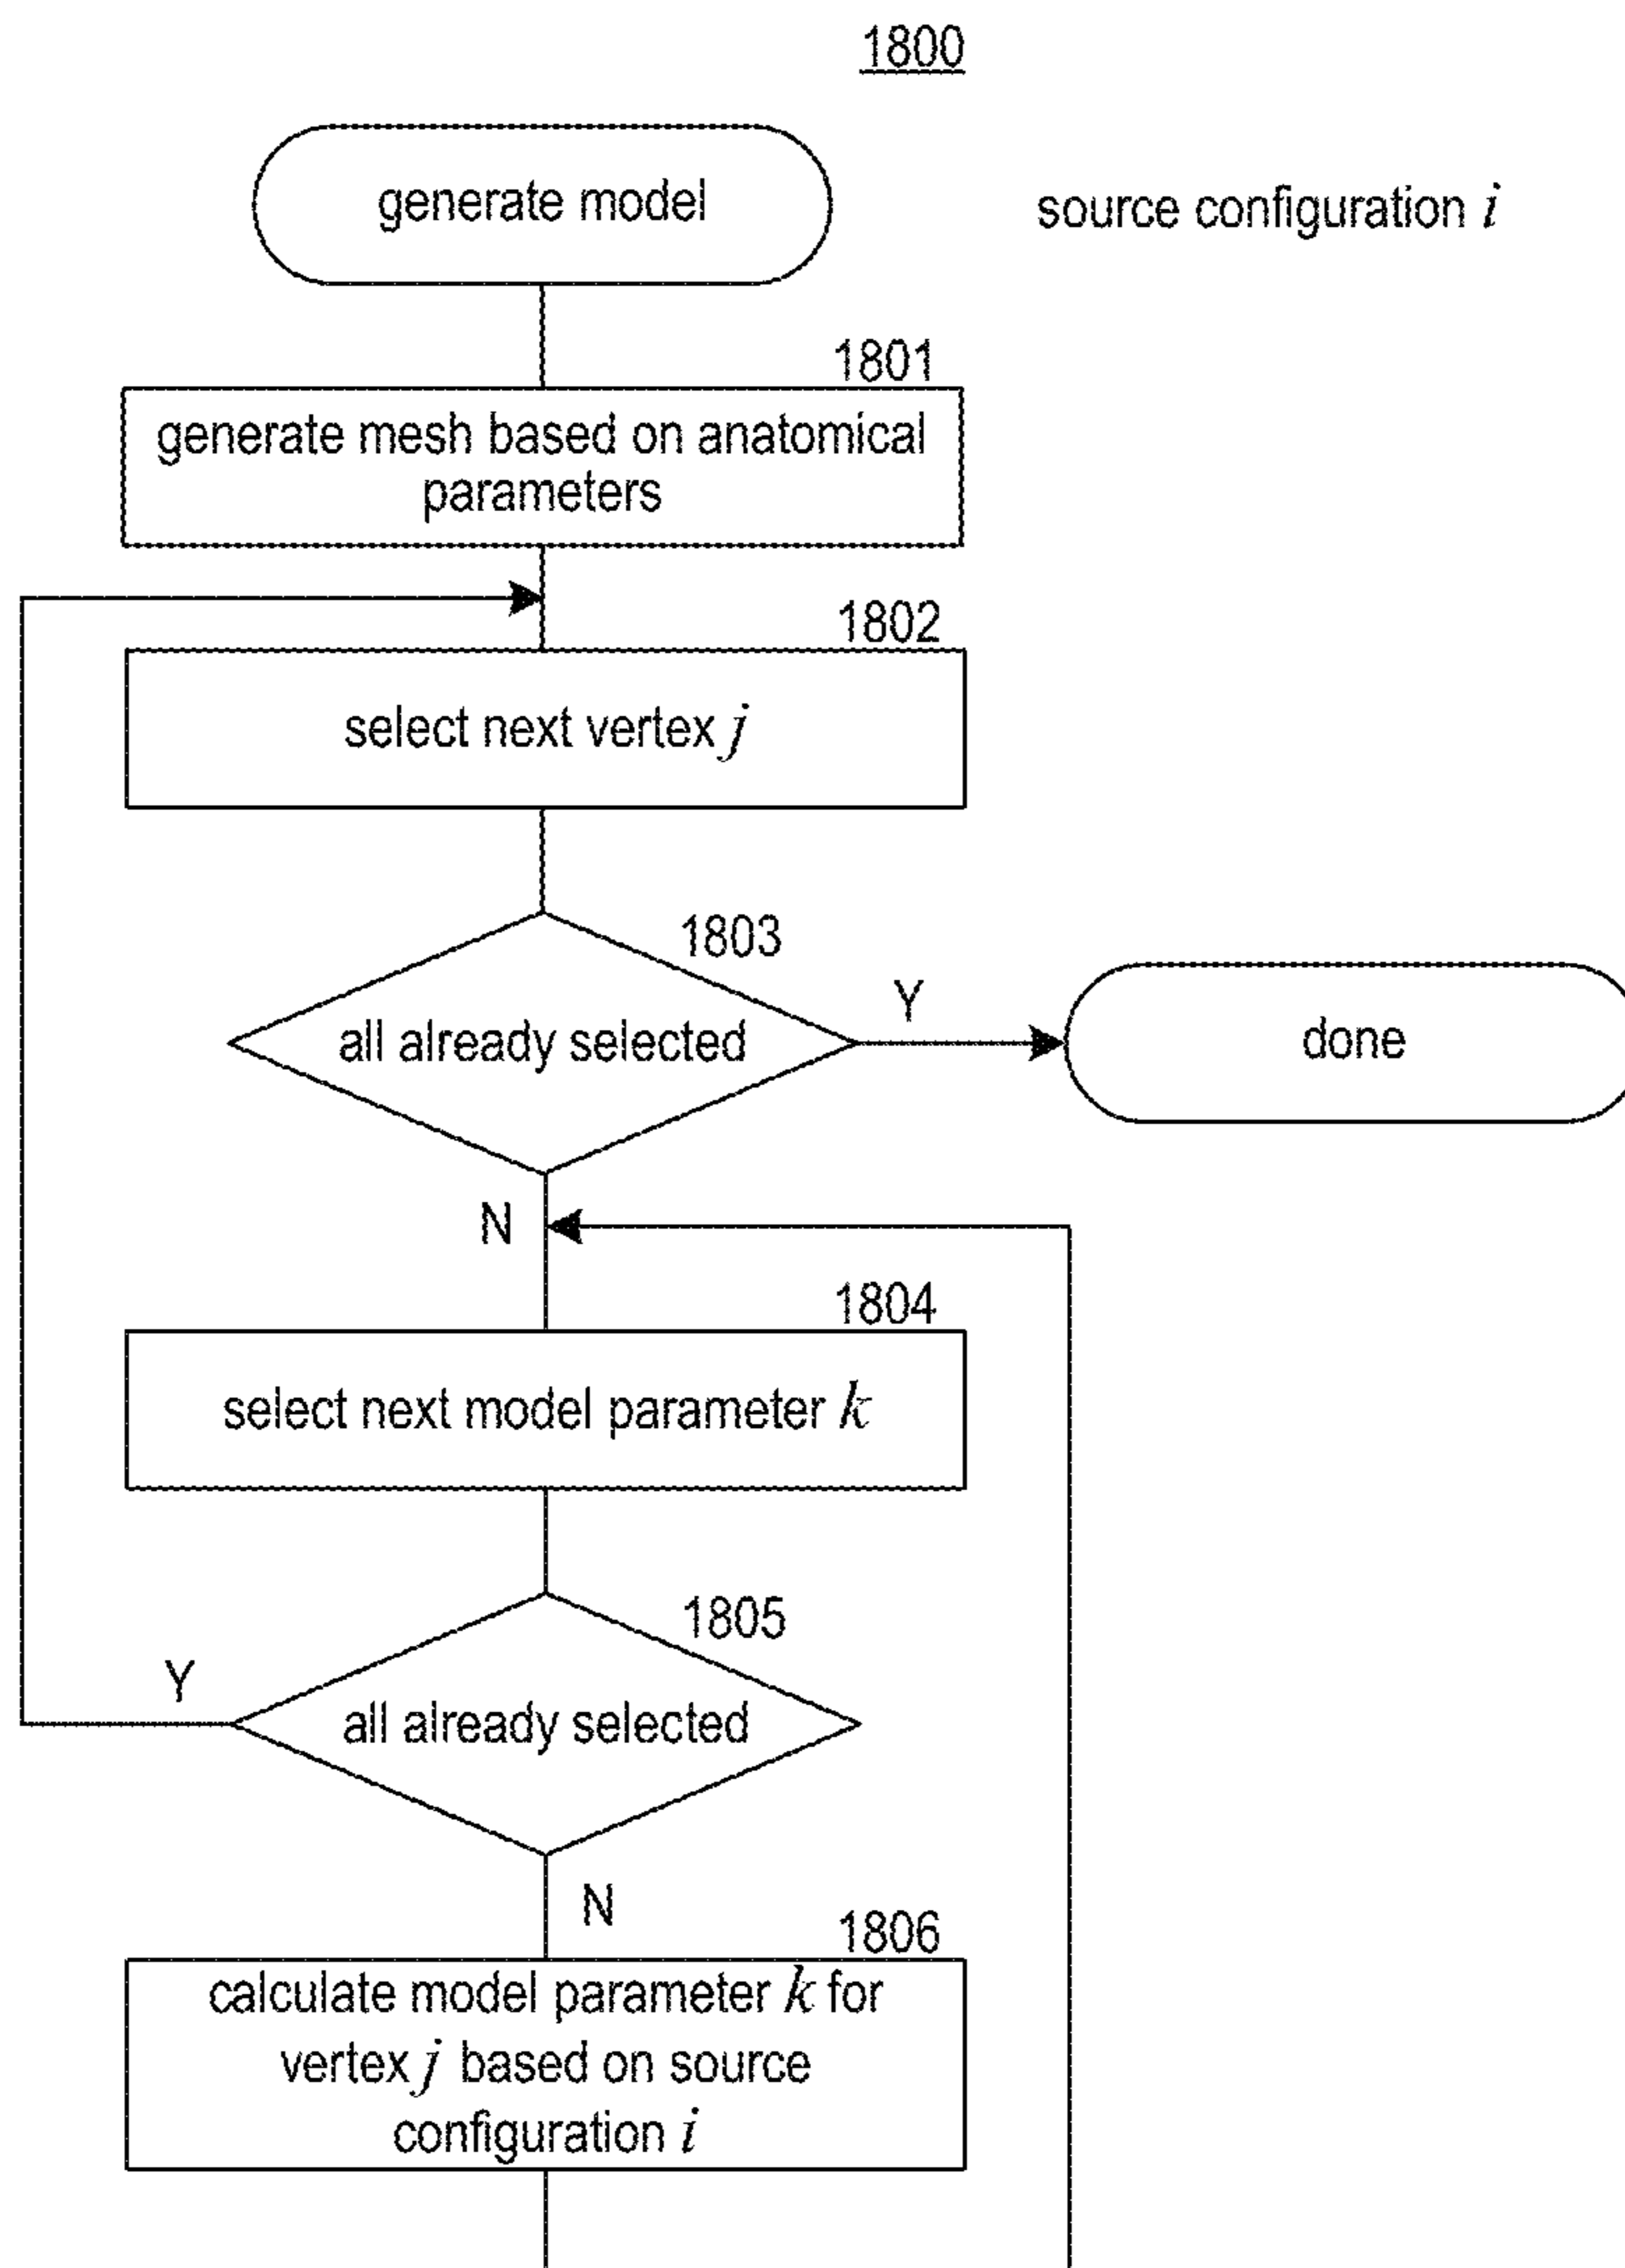 1800
generate model
source configuration i
1801
generate mesh based on anatomical
parameters
1802
select next vertex j
1803
all already selected
Y
done
N
1804
select next model parameter k
1805
Y
all already selected
N
1806
calculate model parameter k for
vertex j based on source
configuration i